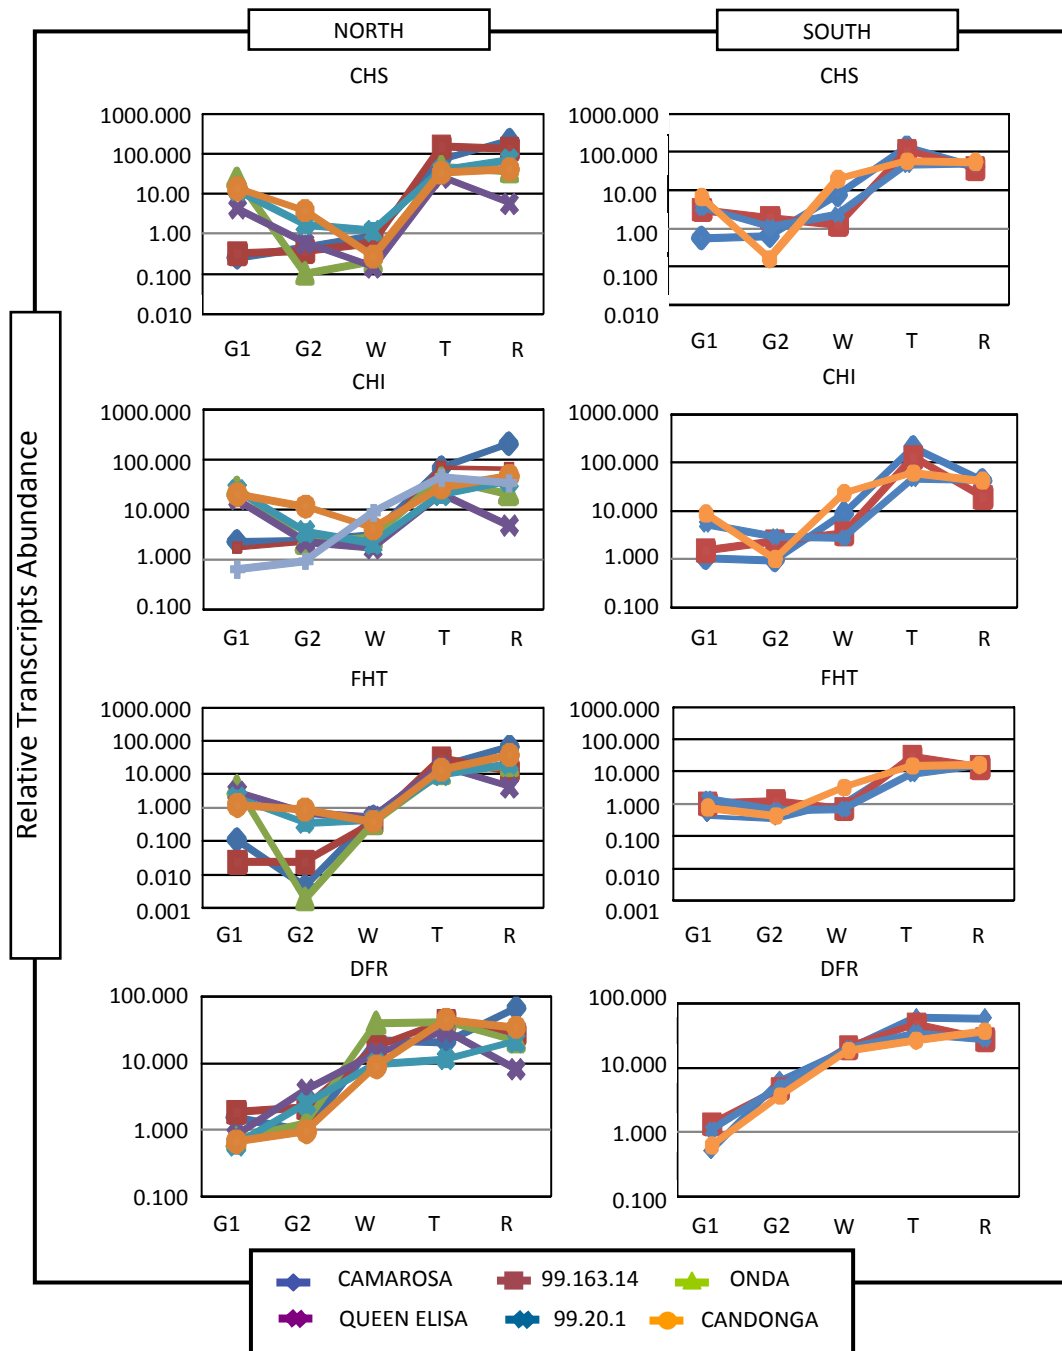 NORTH
SOUTH
CHS
CHS
1000.000
100.000
10.00
1.00
0.100
0.010
G1 G2 W T R
1000.000
100.000
10.00
1.00
0.100
0.010
G1 G2 W T R
CHI
CHI
1000.000
100.000
10.000
1.000
0.100
G1 G2 W T R
1000.000
100.000
10.000
1.000
0.100
G1 G2 W T R
Relative Transcripts Abundance
FHT
FHT
1000.000
100.000
10.000
1.000
0.100
0.010
0.001
G1 G2 W T R
1000.000
100.000
10.000
1.000
0.100
0.010
0.001
G1 G2 W T R
DFR
DFR
100.000
10.000
1.000
0.100
G1 G2 W T R
100.000
10.000
1.000
0.100
G1 G2 W T R
CAMAROSA 99.163.14 ONDA
QUEEN ELISA 99.20.1 CANDONGA